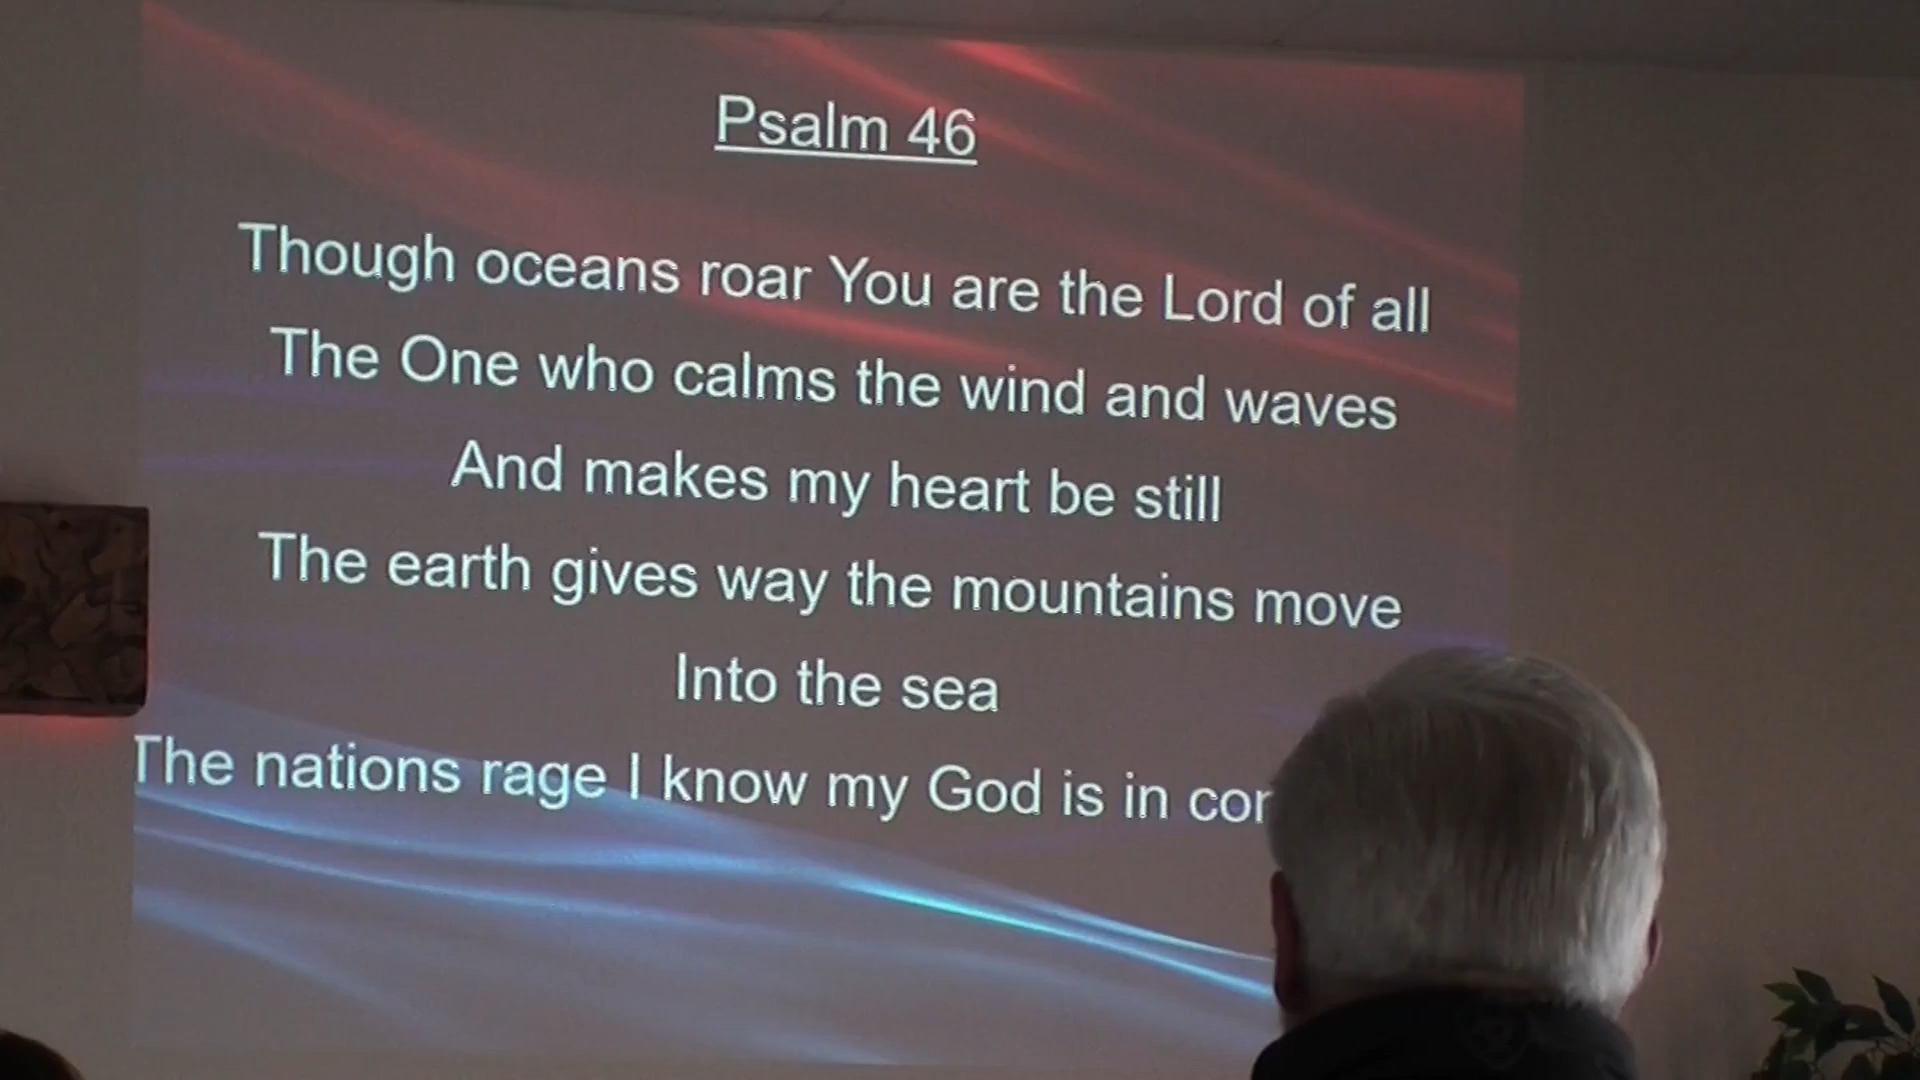 Psalm 46
Though oceans roar You are the Lord of all
The One who calms the wind and waves
And makes my heart be still
The earth gives way the mountains move
Into the sea
The nations rage I know my God is in